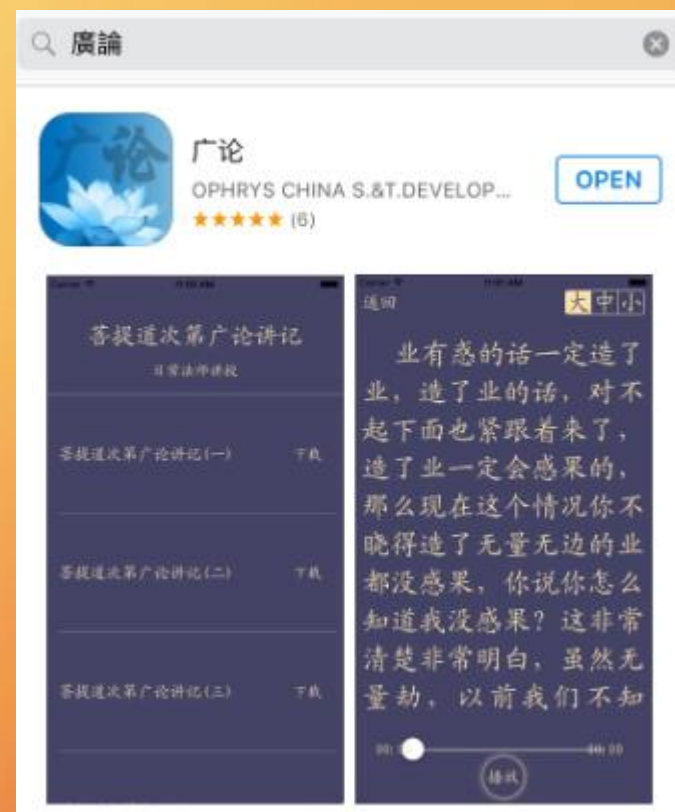 廣論
广论
广论
OPHRYS CHINA S.&T.DEVELOP...
(6)
OPEN
菩提道次第广论讲记
日常法师讲授
菩提道次第广论讲记(一) 下载
菩提道次第广论讲记(二) 下载
菩提道次第广论讲记(三) 下载
返回 大 中 小
业有惑的话一定造了
业，造了业的话，对不
起下面也紧跟着来了，
造了业一定会感果的，
那么现在这个情况你不
晓得造了无量无边的业
都没感果，你说你怎么
知道我没感果？这非常
清楚非常明白，虽然无
量劫，以前我们不知
播放